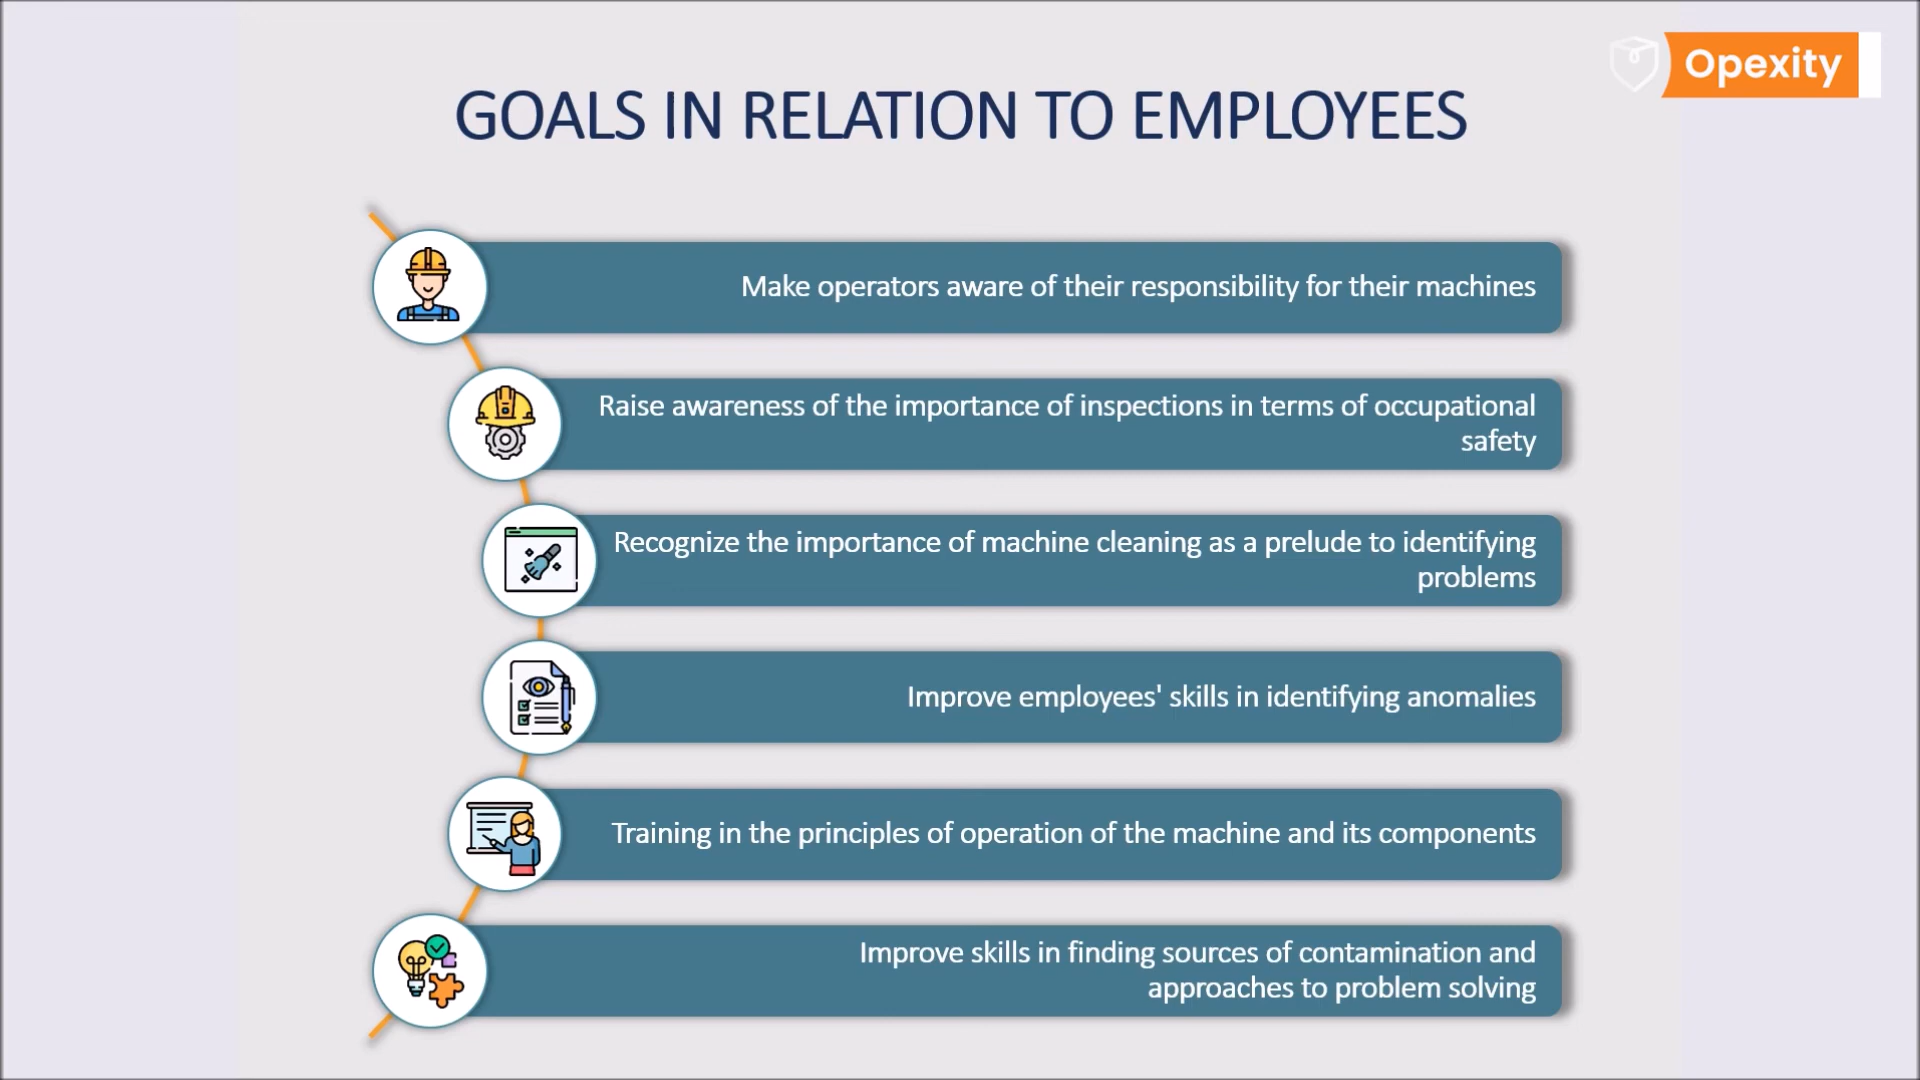 Opexity
GOALS IN RELATION TO EMPLOYEES
Make operators aware of their responsibility for their machines
Raise awareness of the importance of inspections in terms of occupational
safety
Recognize the importance of machine cleaning as a prelude to identifying
problems
Improve employees' skills in identifying anomalies
Training in the principles of operation of the machine and its components
Improve skills in finding sources of contamination and
approaches to problem solving